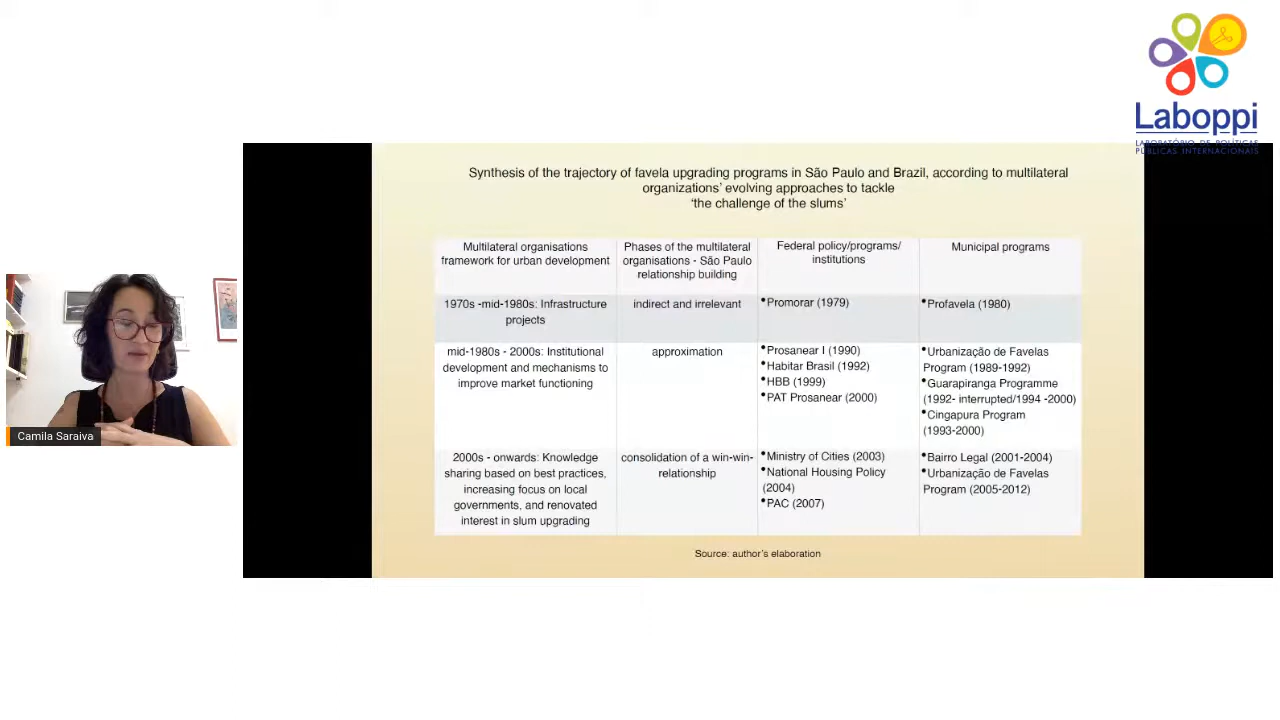 Laboppi
LABORATÓRIO DE POLÍTICAS
PÚBLICAS INTERNACIONAIS
Synthesis of the trajectory of favela upgrading programs in São Paulo and Brazil, according to multilateral
organizations' evolving approaches to tackle
'the challenge of the slums'
Multilateral organisations
framework for urban development
Phases of the multilateral
organisations - São Paulo
relationship building
Federal policy/programs/
institutions
Municipal programs
1970s -mid-1980s: Infrastructure
projects
indirect and irrelevant
•Promorar (1979)
•Profavela (1980)
mid-1980s - 2000s: Institutional
development and mechanisms to
improve market functioning
approximation
•Prosanear I (1990)
•Habitar Brasil (1992)
•HBB (1999)
•PAT Prosanear (2000)
•Urbanização de Favelas
Program (1989-1992)
•Guarapiranga Programme
(1992- interrupted/1994 -2000)
•Cingapura Program
(1993-2000)
2000s - onwards: Knowledge
sharing based on best practices,
increasing focus on local
governments, and renovated
interest in slum upgrading
consolidation of a win-win-
relationship
•Ministry of Cities (2003)
•National Housing Policy
(2004)
•PAC (2007)
•Bairro Legal (2001-2004)
•Urbanização de Favelas
Program (2005-2012)
Source: author's elaboration
Camila Saraiva